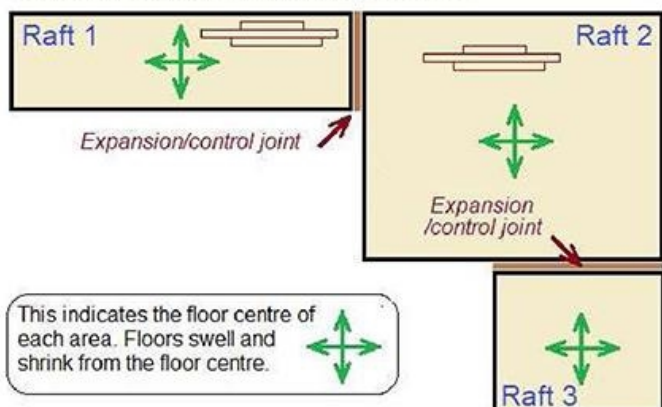 Raft 1
Raft 2
Expansion/control joint
Expansion
/control joint
This indicates the floor centre of
each area. Floors swell and
shrink from the floor centre.
Raft 3